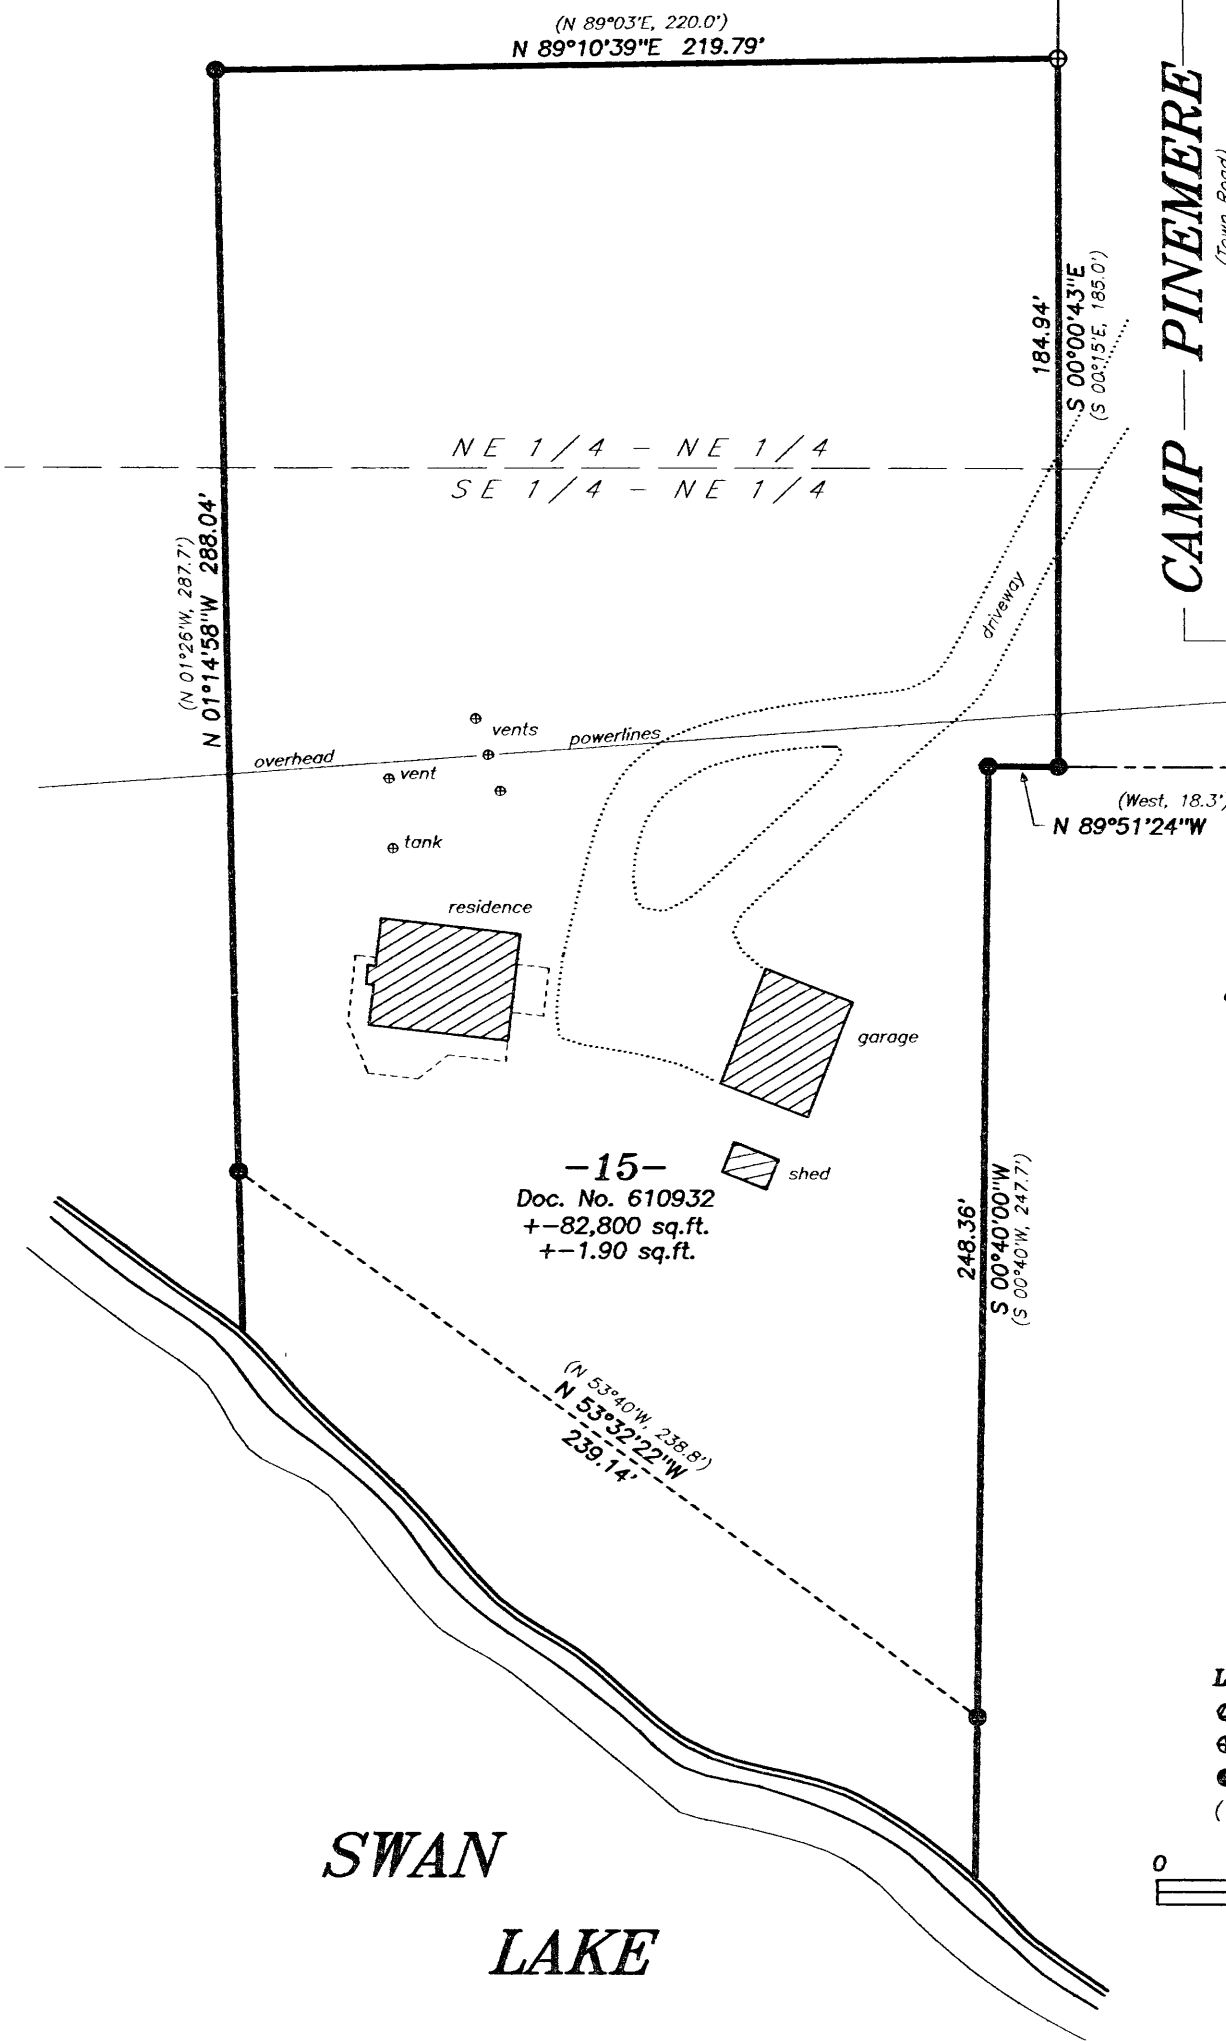 (N 89°03'E, 220.0')
N 89°10'39"E 219.79'
CAMP PINEMERE
(Town Road)
184.94'
S 00°00'43"E
(S 00°15'E, 185.0')
NE 1/4 - NE 1/4
SE 1/4 - NE 1/4
(N 01°26'W, 287.7')
N 01°14'58"W 288.04'
driveway
vents
overhead
powerlines
vent
(West, 18.3')
N 89°51'24"W
tank
residence
garage
-15-
Doc. No. 610932
+-82,800 sq.ft.
+-1.90 sq.ft.
shed
248.36'
S 00°40'00"W
(S 00°40'W, 247.7')
(N 53°40'W, 238.8')
N 53°32'22"W
239.14'
L
(
0
SWAN
LAKE